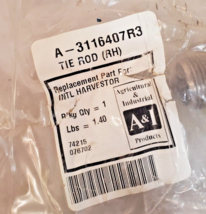 A-3116407R3
TIE ROD (RH)
Replacement Part For:
INTL HARVESTOR
Pkg Qty = 1
Lbs = 1.40
74215
076702
Agricultural
& Industrial
A&I
Products